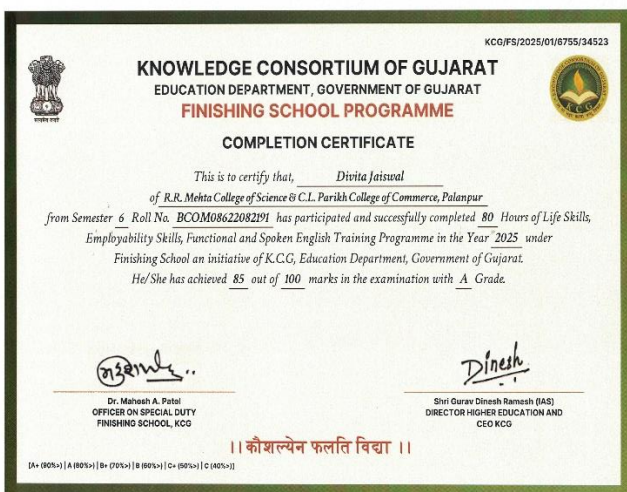 KCG/FS/2025/01/6755/34523
KNOWLEDGE CONSORTIUM OF GUJARAT
EDUCATION DEPARTMENT, GOVERNMENT OF GUJARAT
FINISHING SCHOOL PROGRAMME
COMPLETION CERTIFICATE
KCG
सत्यमेव जयते
This is to certify that, Divita Jaiswal
of R.R. Mehta College of Science & C.L. Parikh College of Commerce, Palanpur
from Semester 6 Roll No. BCOM08622082191 has participated and successfully completed 80 Hours of Life Skills,
Employability Skills, Functional and Spoken English Training Programme in the Year 2025 under
Finishing School an initiative of K.C.G, Education Department, Government of Gujarat.
He/She has achieved 85 out of 100 marks in the examination with A Grade.
Dinesh
Dr. Mahesh A. Patel
OFFICER ON SPECIAL DUTY
FINISHING SCHOOL, KCG
Shri Gurav Dinesh Ramesh (IAS)
DIRECTOR HIGHER EDUCATION AND
CEO KCG
।।कौशल्येन फलति विद्या ।।
[A+ (90%>) | A (80%>) | B+ (70%>) | B (60%>) | C+ (50%>) | C (40%>)]